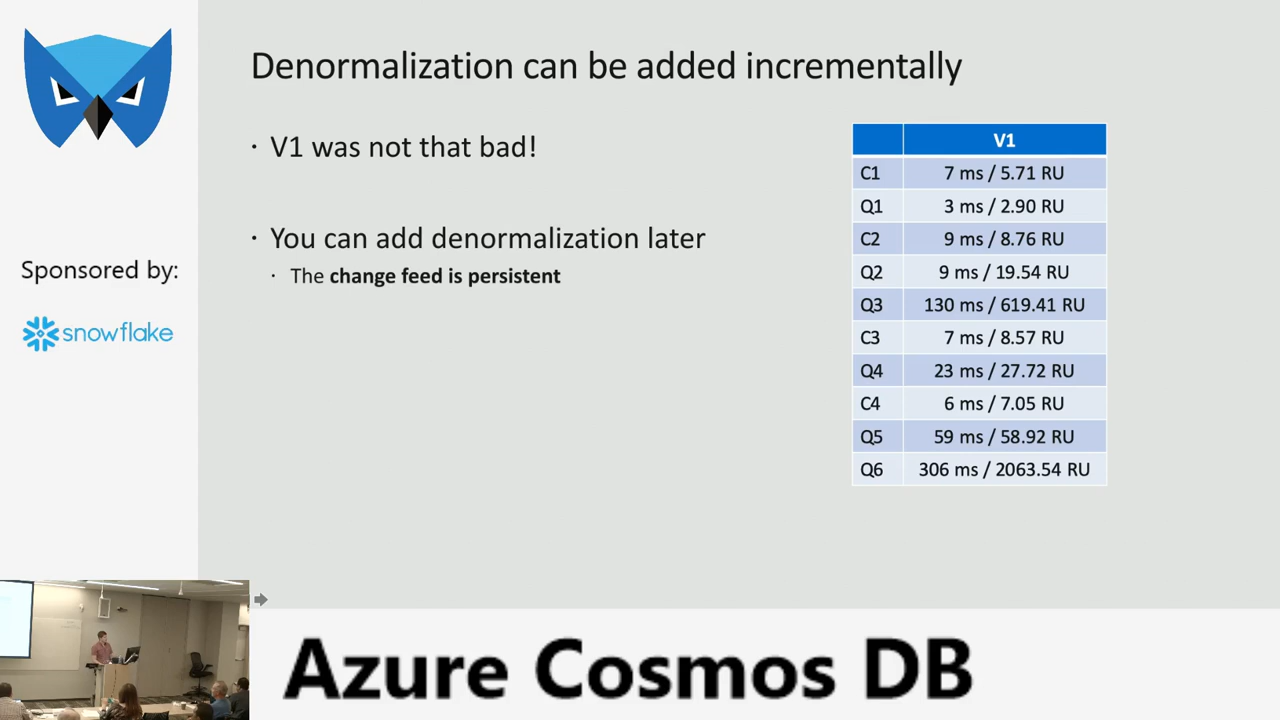 Denormalization can be added incrementally
· V1 was not that bad!
· You can add denormalization later
· The change feed is persistent
V1
C1 7 ms / 5.71 RU
Q1 3 ms / 2.90 RU
C2 9 ms / 8.76 RU
Q2 9 ms / 19.54 RU
Q3 130 ms / 619.41 RU
C3 7 ms / 8.57 RU
Q4 23 ms / 27.72 RU
C4 6 ms / 7.05 RU
Q5 59 ms / 58.92 RU
Q6 306 ms / 2063.54 RU
Sponsored by:
snowflake
Azure Cosmos DB